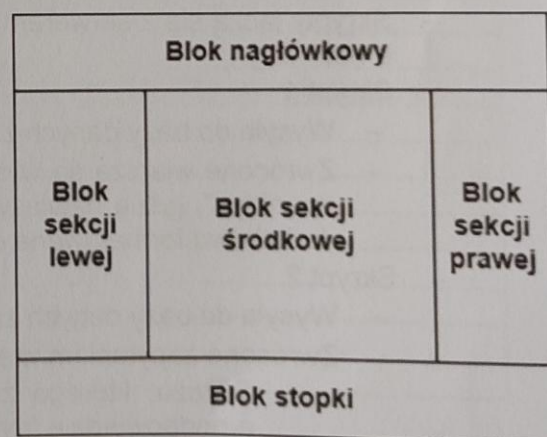 Blok nagłówkowy
Blok
sekcji
lewej
Blok sekcji
środkowej
Blok
sekcji
prawej
Blok stopki